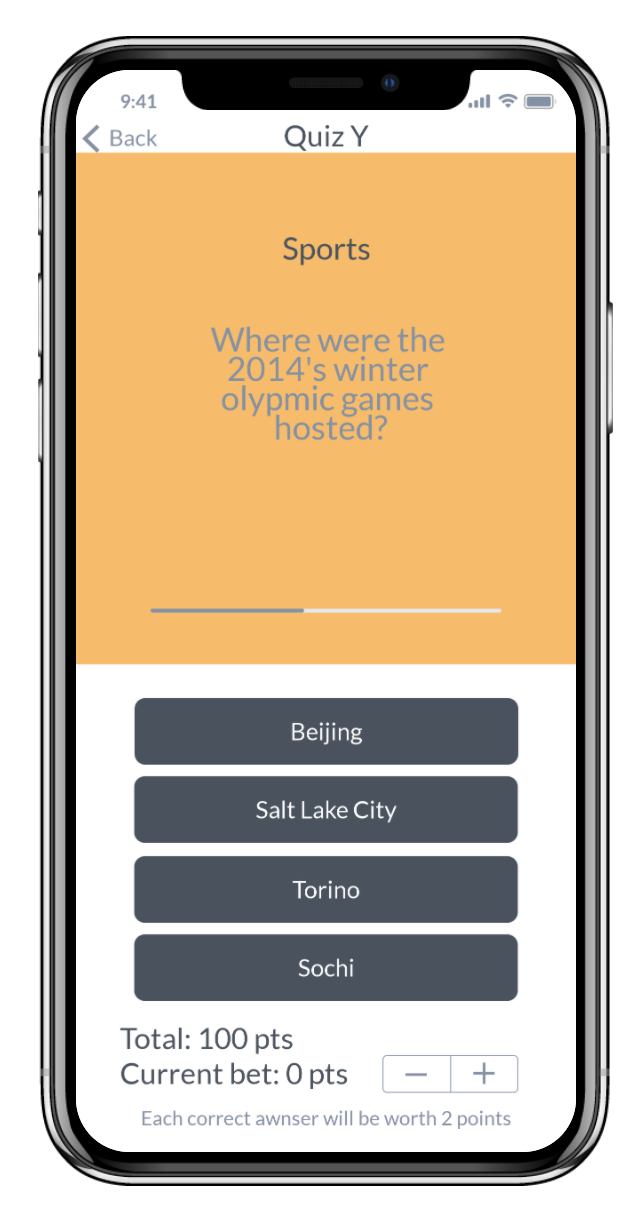 9:41
Back
Quiz Y
Sports
Where were the
2014's winter
olypmic games
hosted?
Beijing
Salt Lake City
Torino
Sochi
Total: 100 pts
Current bet: 0 pts
− +
Each correct awnser will be worth 2 points